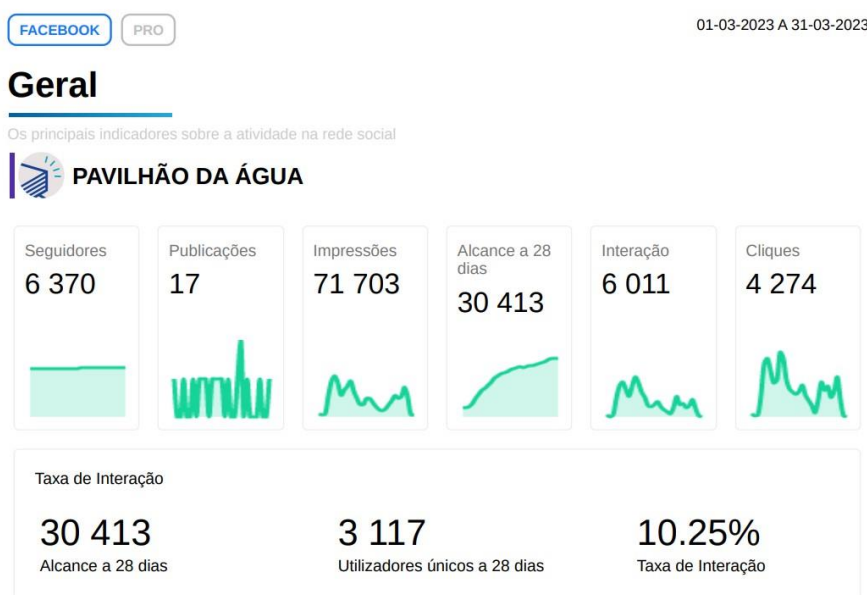 FACEBOOK PRO 01-03-2023 A 31-03-2023
Geral
Os principais indicadores sobre a atividade na rede social
PAVILHÃO DA ÁGUA
Seguidores
6 370
Publicações
17
Impressões
71 703
Alcance a 28
dias
30 413
Interação
6 011
Cliques
4 274
Taxa de Interação
30 413
Alcance a 28 dias
3 117
Utilizadores únicos a 28 dias
10.25%
Taxa de Interação